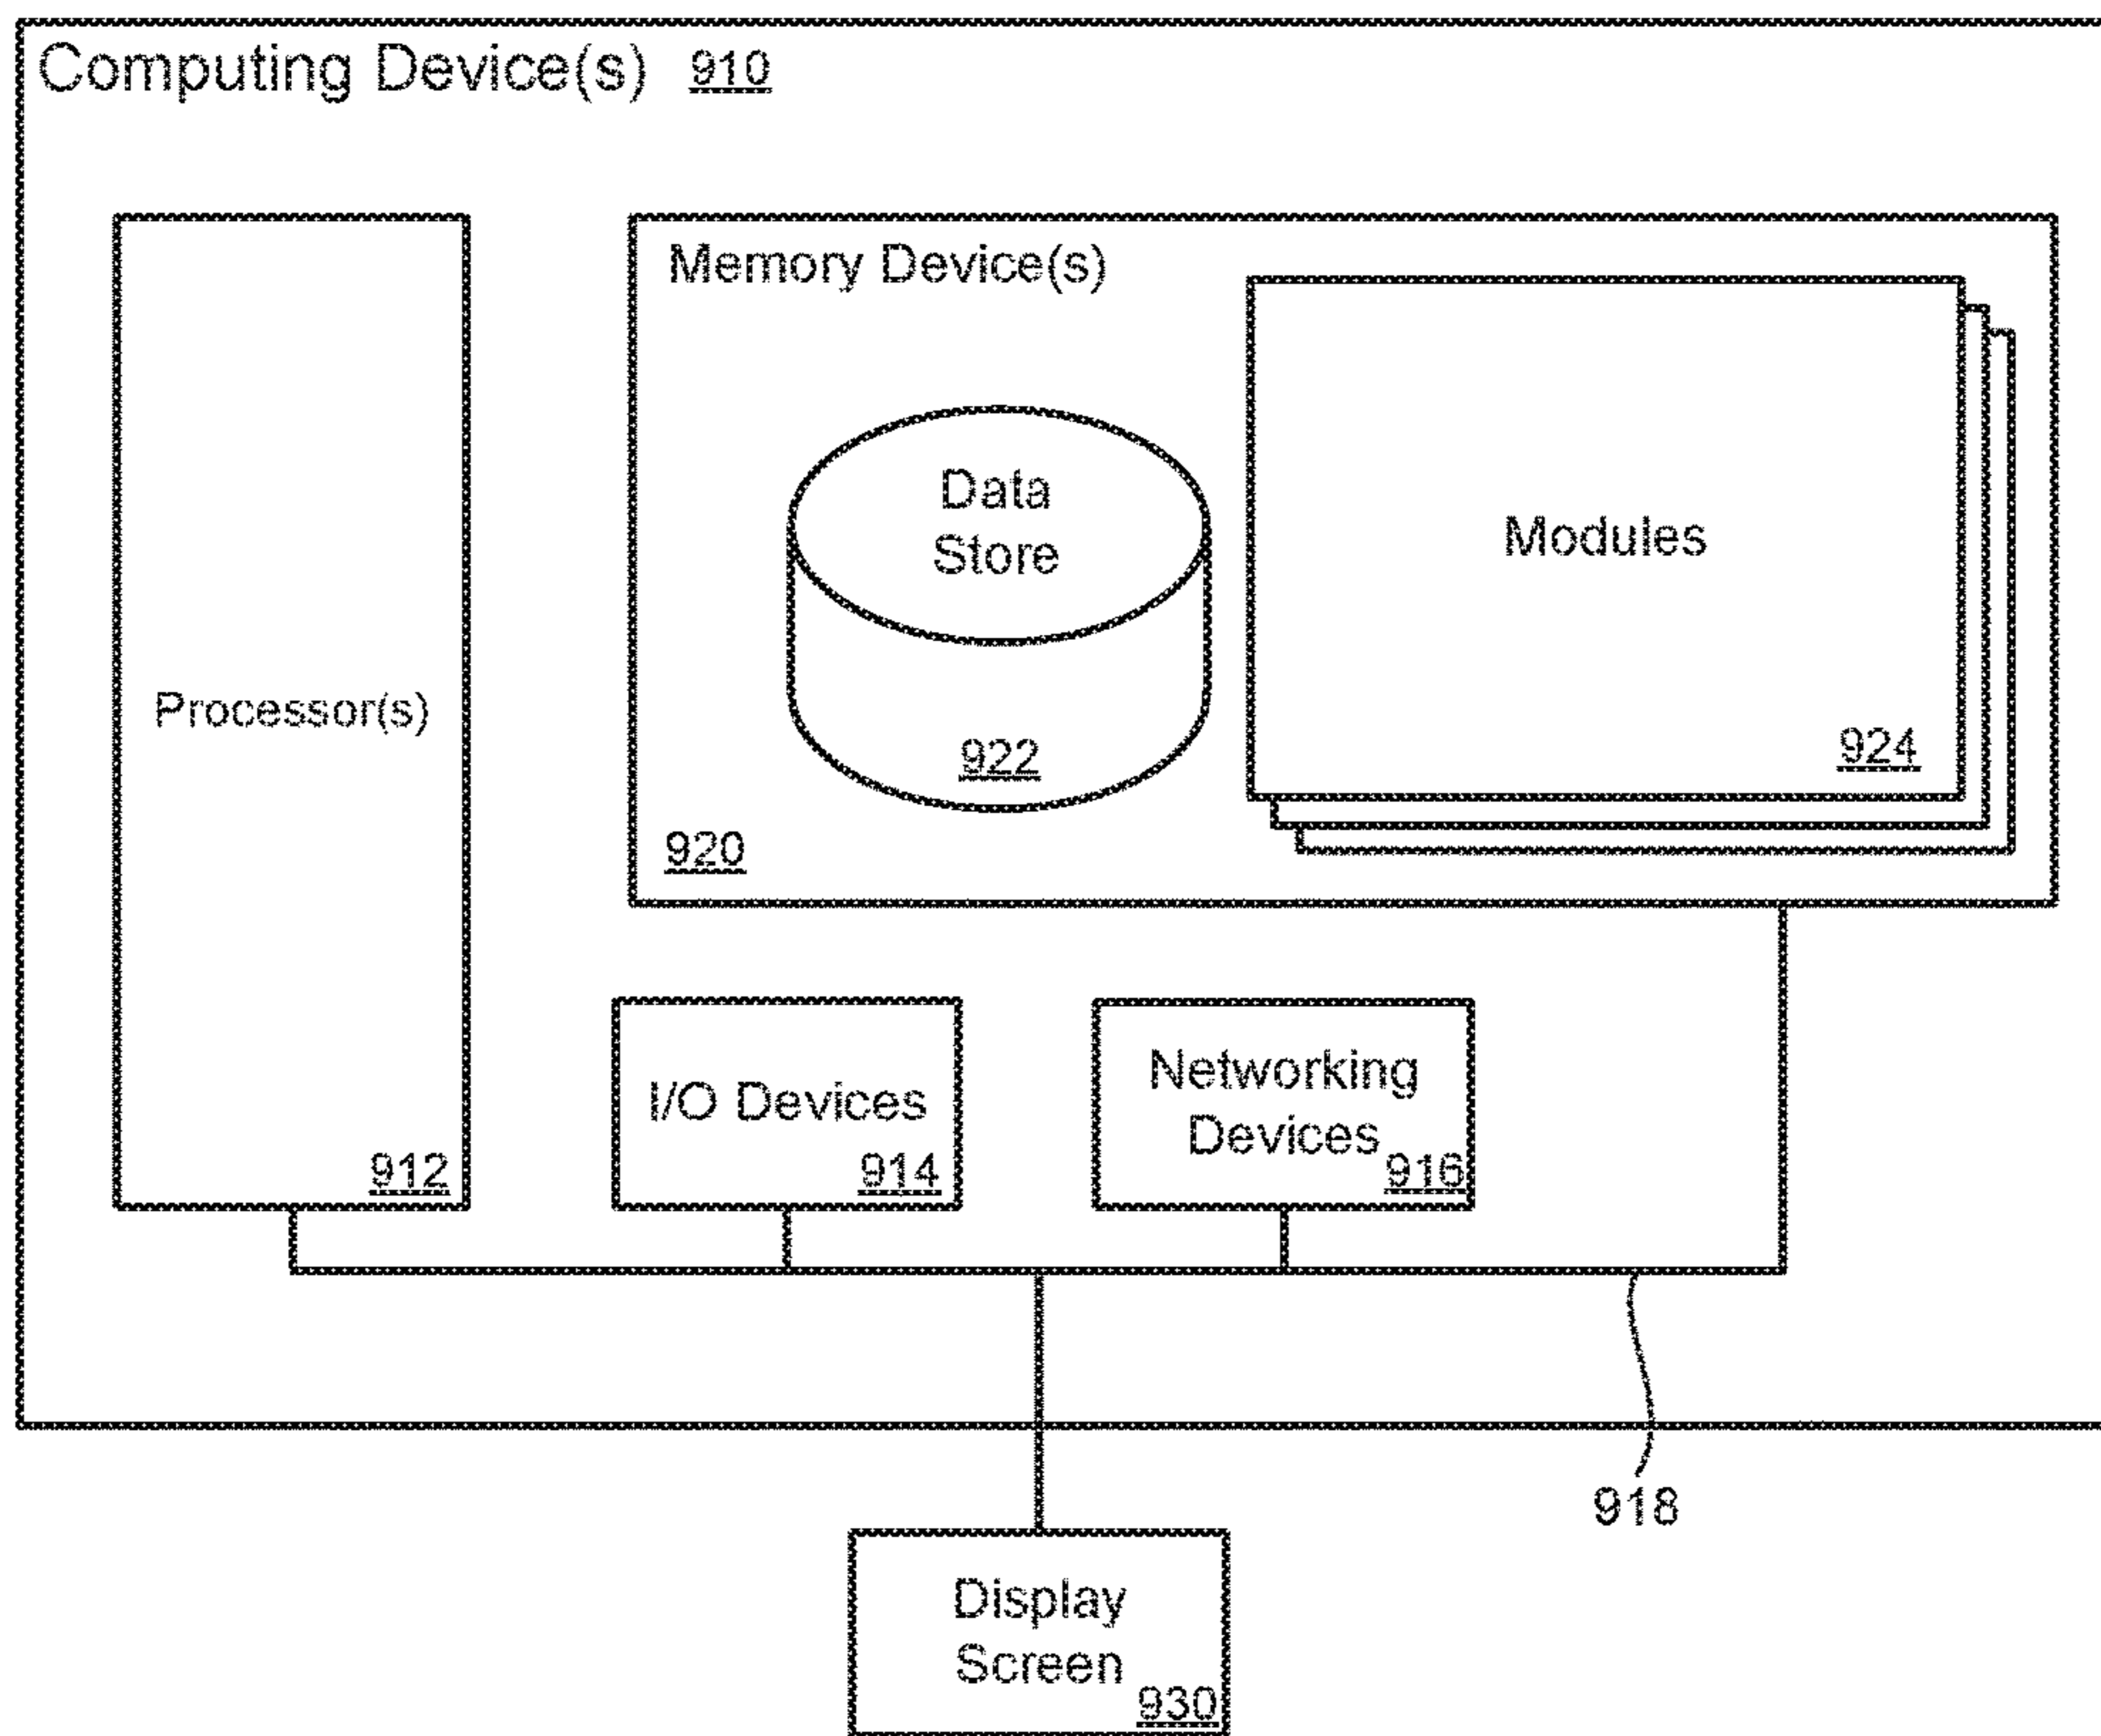 Computing Device(s) 910
Memory Device(s)
Data
Store
922
Modules
924
920
Processor(s)
912
I/O Devices
914
Networking
Devices
916
918
Display
Screen
930